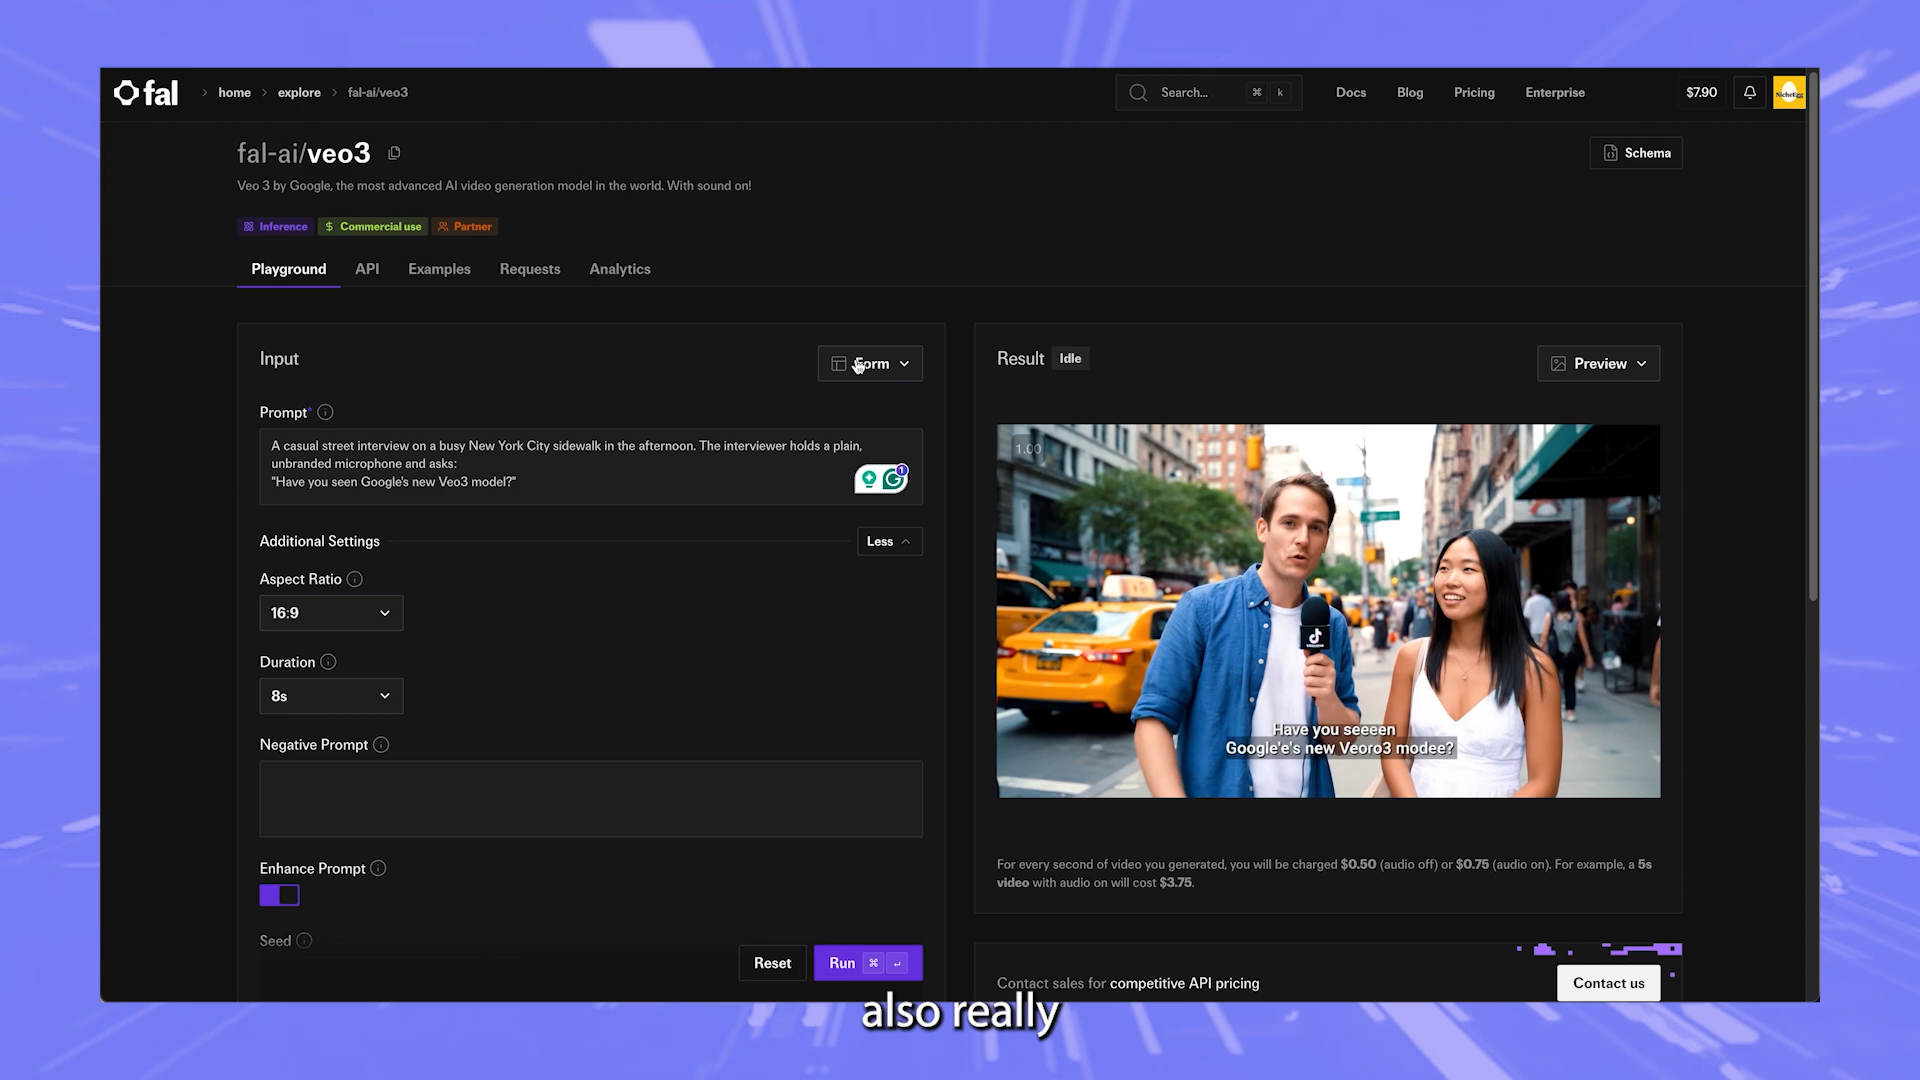 fal
home
explore
fal-ai/veo3
Search...
⌘
k
Docs
Blog
Pricing
Enterprise
$7.90
NicheEgg
fal-ai/veo3
Schema
Veo 3 by Google, the most advanced AI video generation model in the world. With sound on!
Inference
$ Commercial use
Partner
Playground
API
Examples
Requests
Analytics
Input
Form
Prompt*
A casual street interview on a busy New York City sidewalk in the afternoon. The interviewer holds a plain,
unbranded microphone and asks:
"Have you seen Google's new Veo3 model?"
1
Additional Settings
Less
Aspect Ratio
16:9
Duration
8s
Negative Prompt
Enhance Prompt
Seed
Reset
Run ⌘ ↵
Result
Idle
Preview
1.00
Have you seeeen
Google'e's new Veoro3 modee?
For every second of video you generated, you will be charged $0.50 (audio off) or $0.75 (audio on). For example, a 5s
video with audio on will cost $3.75.
Contact sales for competitive API pricing
Contact us
also really